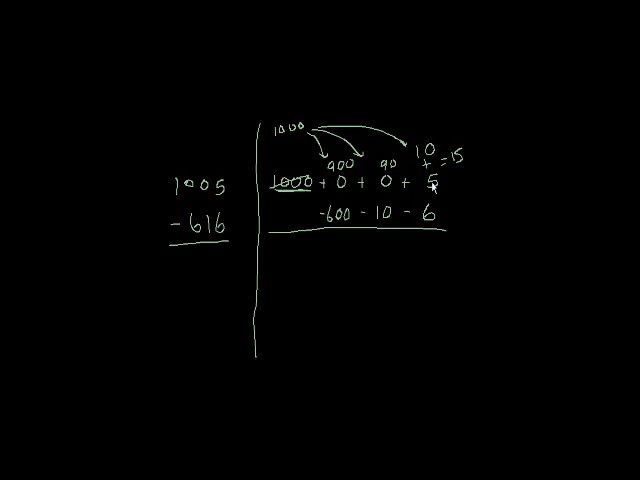 1000
10
900 90 + = 15
1005 1000 + 0 + 0 + 5
- 616 - 600 - 10 - 6